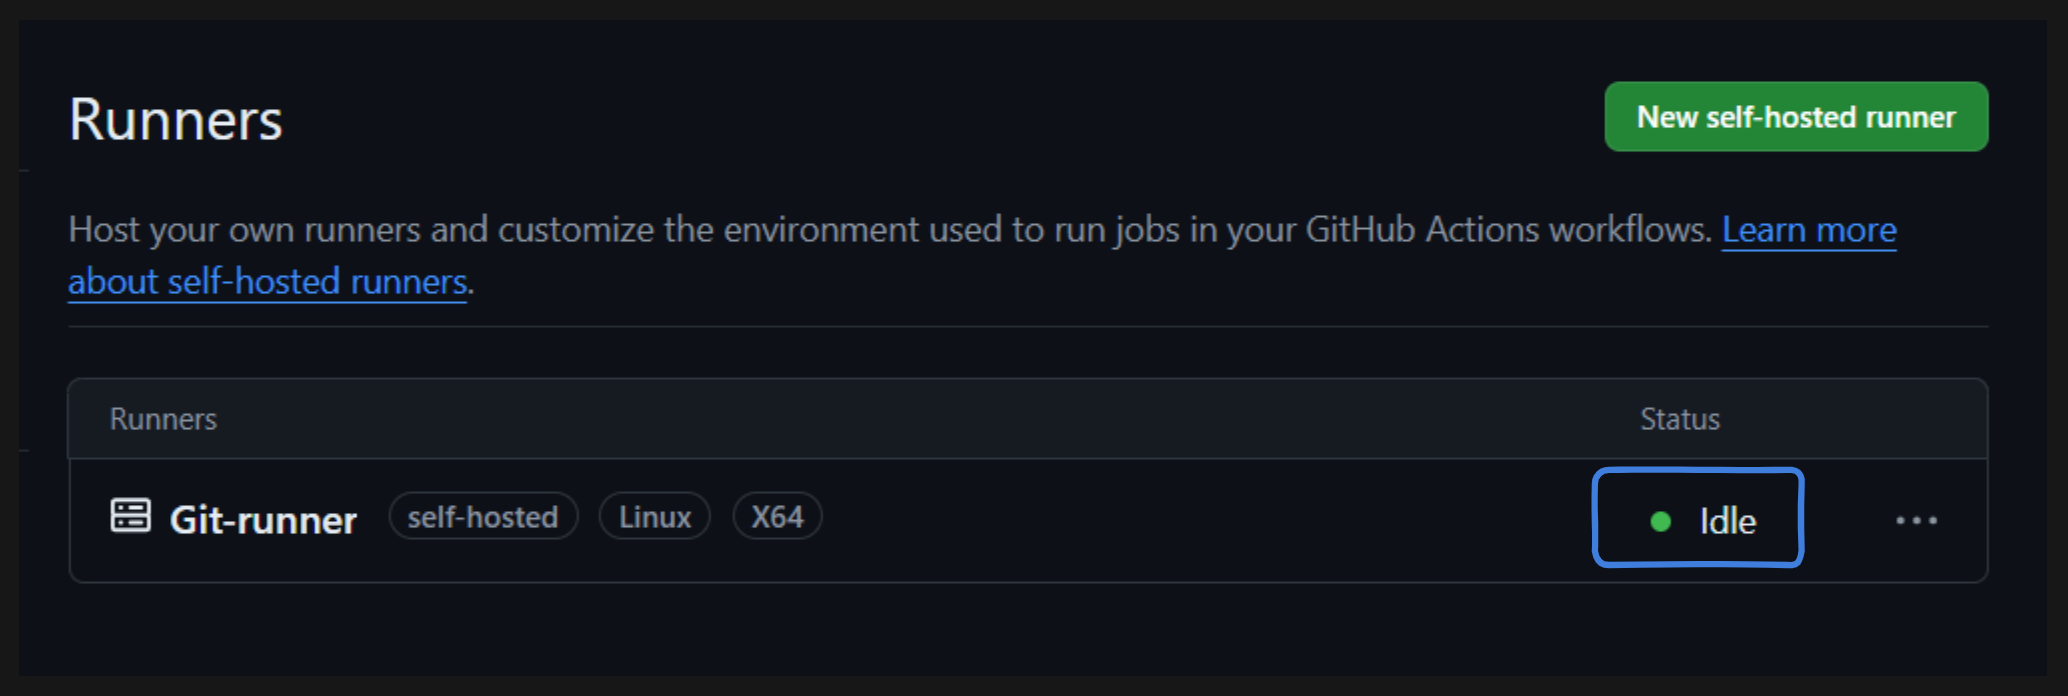 Runners
New self-hosted runner
Host your own runners and customize the environment used to run jobs in your GitHub Actions workflows. Learn more
about self-hosted runners.
Runners Status
Git-runner self-hosted Linux X64 Idle